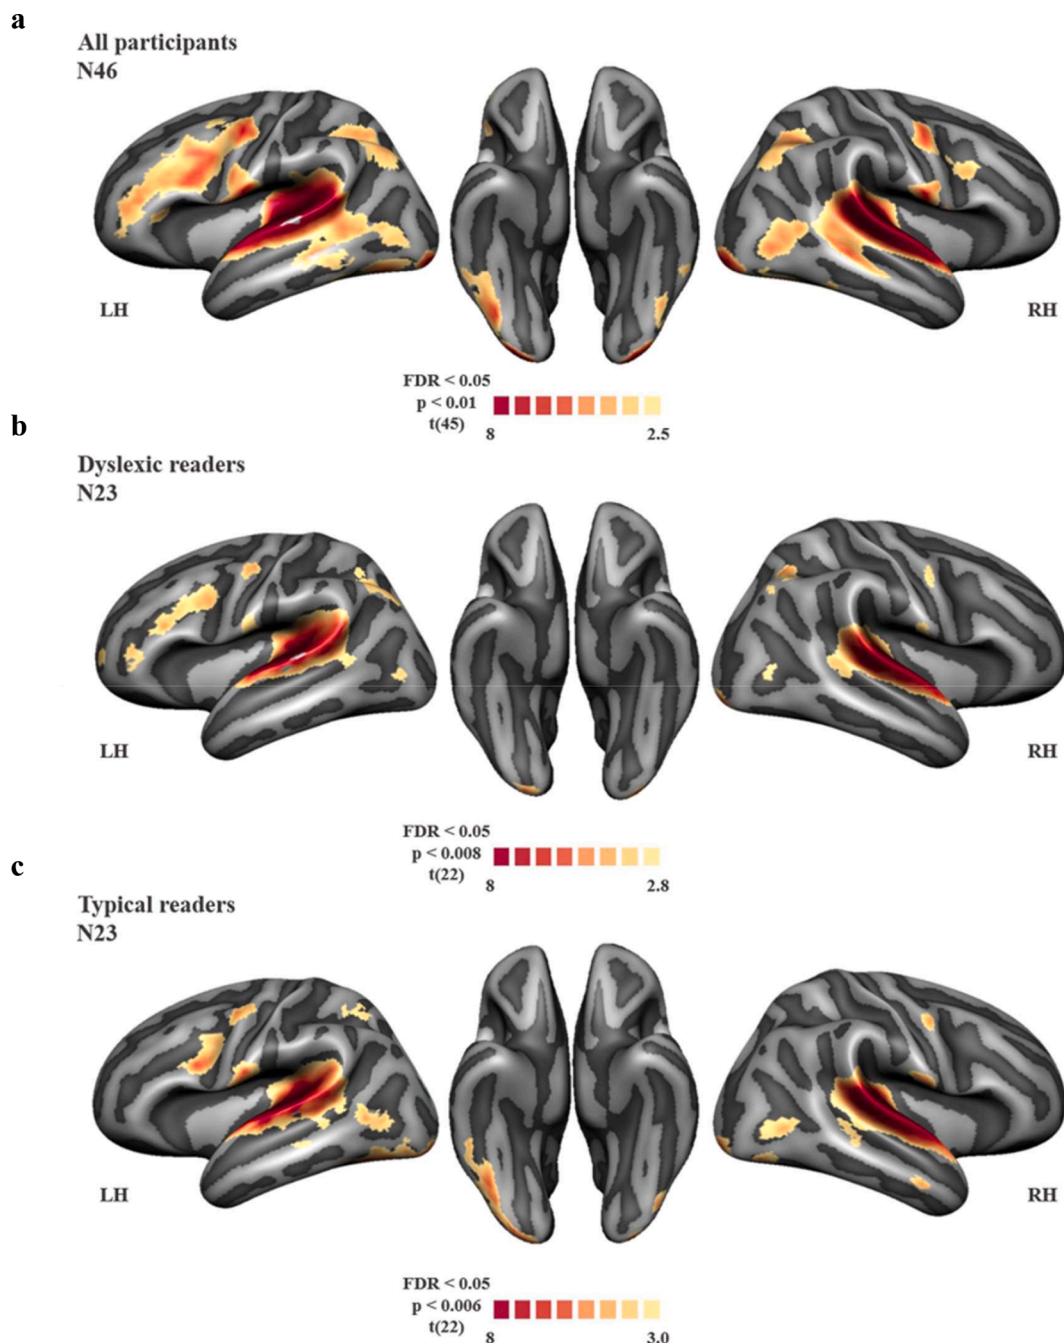 a
All participants
N46
LH
RH
FDR < 0.05
p < 0.01
t(45)
8
2.5
b
Dyslexic readers
N23
LH
RH
FDR < 0.05
p < 0.008
t(22)
8
2.8
c
Typical readers
N23
LH
RH
FDR < 0.05
p < 0.006
t(22)
8
3.0